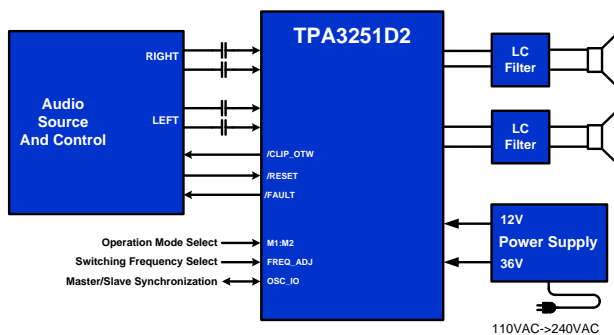 TPA3251D2
RIGHT
LEFT
Audio
Source
And Control
/CLIP_OTW
/RESET
/FAULT
Operation Mode Select
M1:M2
Switching Frequency Select
FREQ_ADJ
Master/Slave Synchronization
OSC_IO
LC
Filter
LC
Filter
12V
Power Supply
36V
110VAC->240VAC